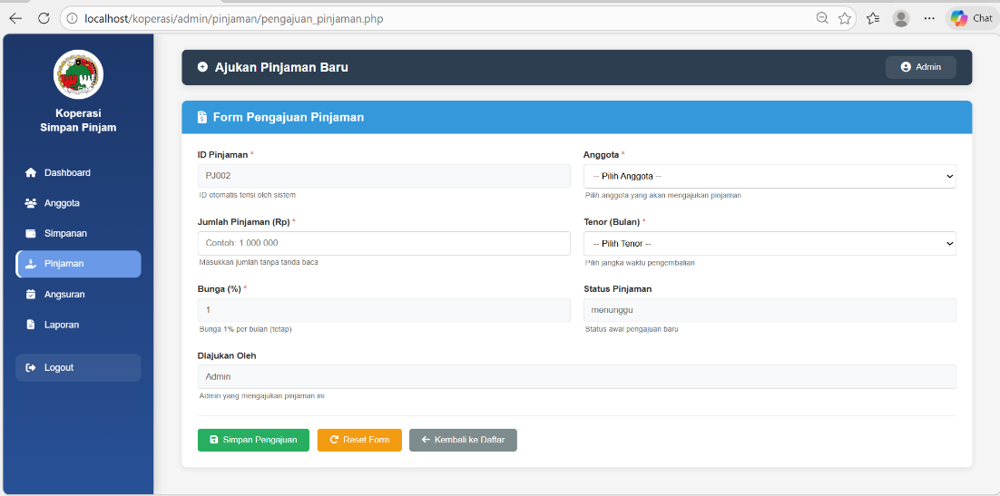 localhost/koperasi/admin/pinjaman/pengajuan_pinjaman.php
Chat
Koperasi
Simpan Pinjam
Dashboard
Anggota
Simpanan
Pinjaman
Angsuran
Laporan
Logout
Ajukan Pinjaman Baru
Admin
Form Pengajuan Pinjaman
ID Pinjaman *
PJ002
ID otomatis terisi oleh sistem
Anggota *
-- Pilih Anggota --
Pilih anggota yang akan mengajukan pinjaman
Jumlah Pinjaman (Rp) *
Contoh: 1.000.000
Masukkan jumlah tanpa tanda baca
Tenor (Bulan) *
-- Pilih Tenor --
Pilih jangka waktu pengembalian
Bunga (%) *
1
Bunga 1% per bulan (tetap)
Status Pinjaman
menunggu
Status awal pengajuan baru
Diajukan Oleh
Admin
Admin yang mengajukan pinjaman ini
Simpan Pengajuan
Reset Form
Kembali ke Daftar